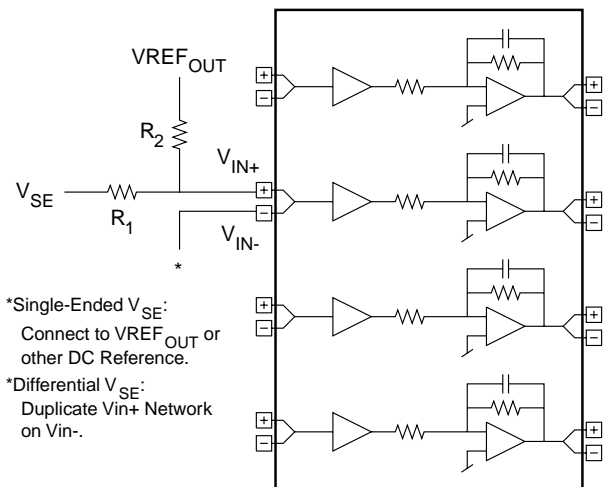 VREF_OUT
R_2
V_IN+
V_SE
R_1
V_IN-
*
*Single-Ended V_SE:
Connect to VREF_OUT or
other DC Reference.
*Differential V_SE:
Duplicate Vin+ Network
on Vin-.
+
-
+
-
+
-
+
-
+
-
+
-
+
-
+
-